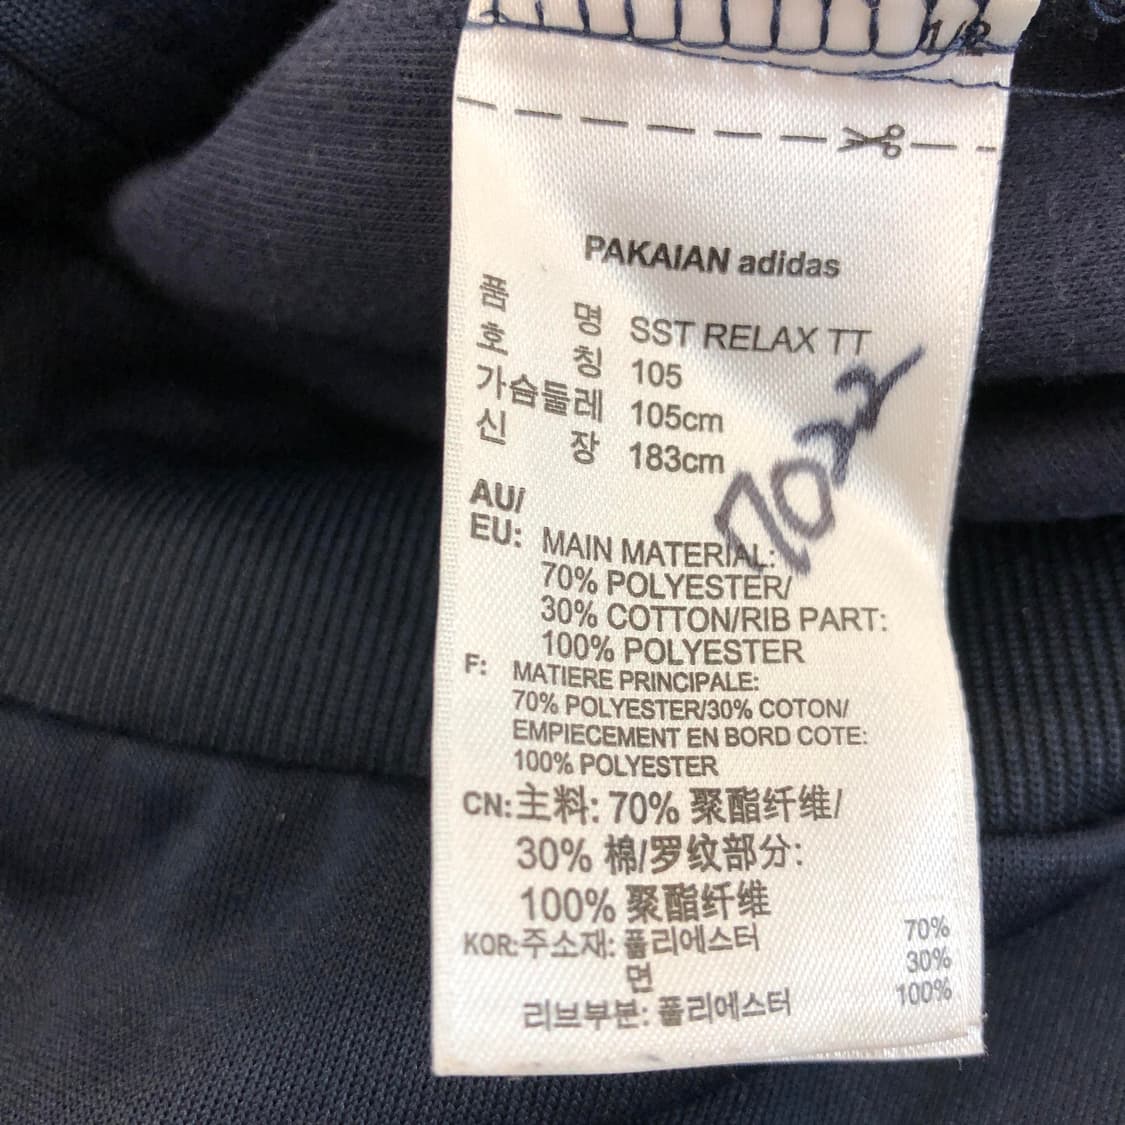 1/2
PAKAIAN adidas
품 명 SST RELAX TT
호 칭 105
가슴둘레 105cm
신 장 183cm
7022
AU/
EU: MAIN MATERIAL:
70% POLYESTER/
30% COTTON/RIB PART:
100% POLYESTER
F: MATIERE PRINCIPALE:
70% POLYESTER/30% COTON/
EMPIECEMENT EN BORD COTE:
100% POLYESTER
CN:主料: 70% 聚酯纤维/
30% 棉/罗纹部分:
100% 聚酯纤维
KOR:주소재: 폴리에스터 70%
면 30%
리브부분: 폴리에스터 100%